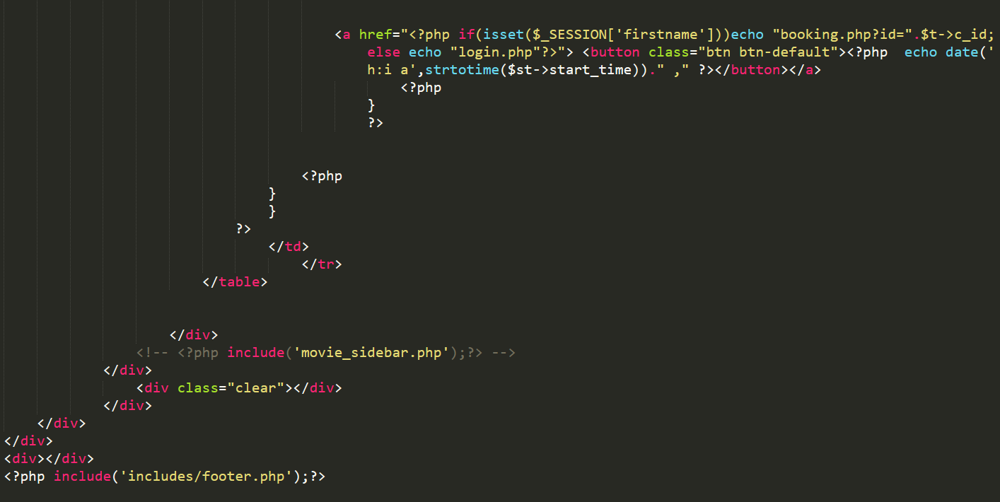 <a href="<?php if(isset($_SESSION['firstname']))echo "booking.php?id=".$t->c_id;
else echo "login.php"?>"> <button class="btn btn-default"><?php  echo date('
h:i a',strtotime($st->start_time))." ," ?></button></a>
<?php
}
?>
<?php
}
}
?>
</td>
</tr>
</table>
</div>
<!-- <?php include('movie_sidebar.php');?> -->
</div>
<div class="clear"></div>
</div>
</div>
</div>
<div></div>
<?php include('includes/footer.php');?>